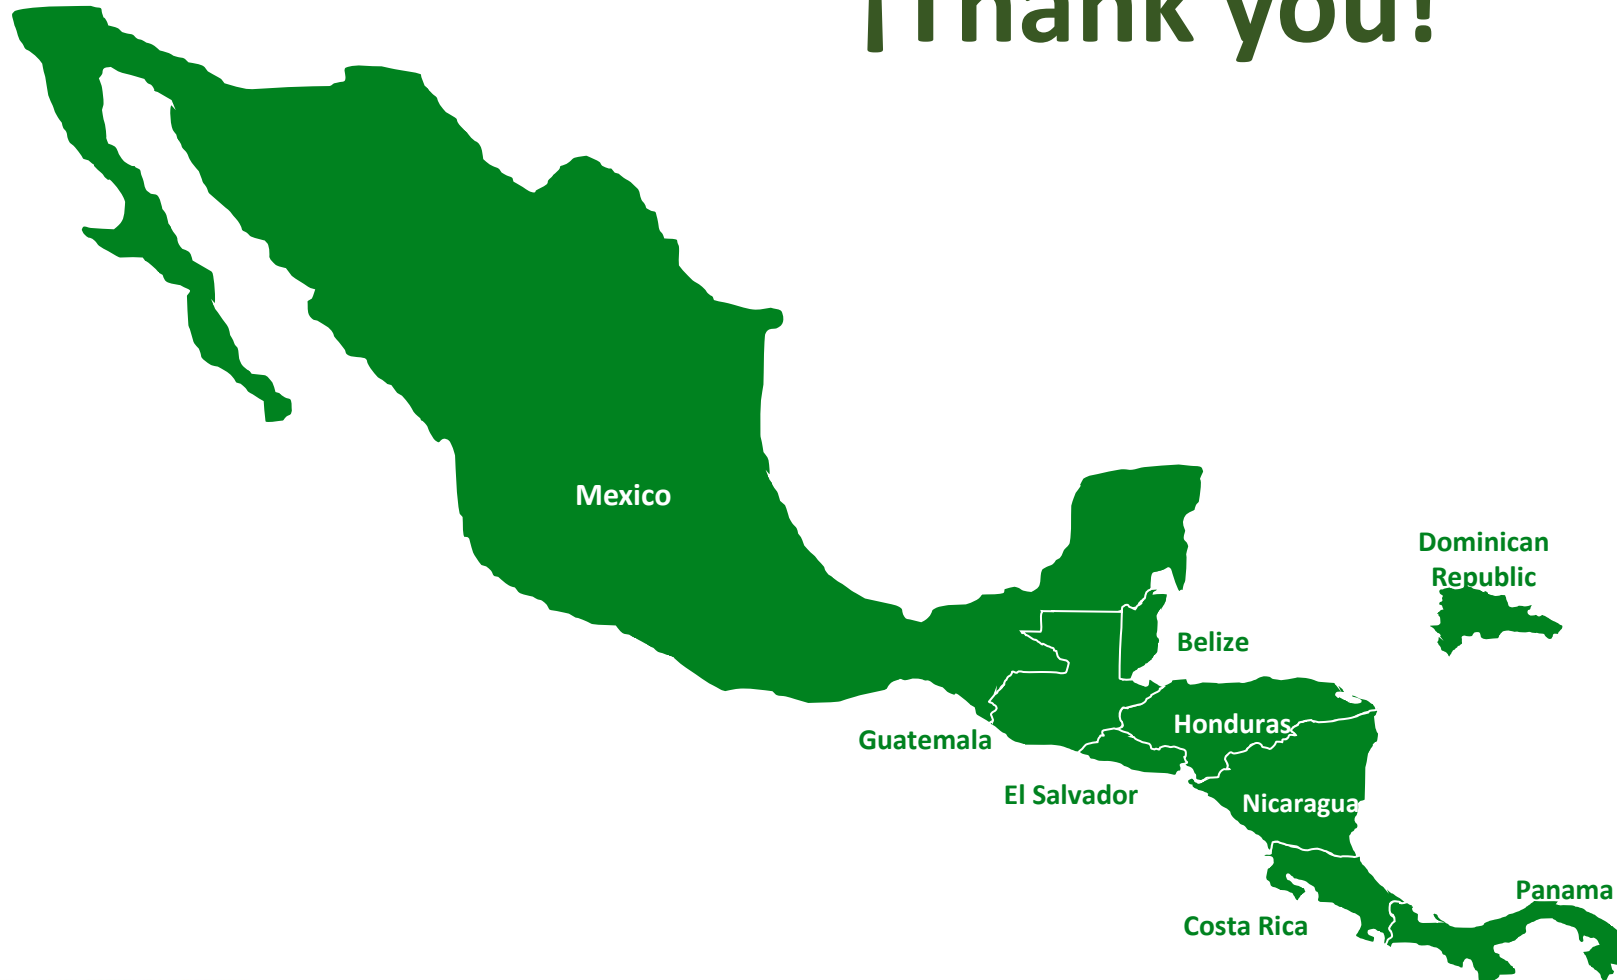 ¡Thank you!
Mexico
Dominican
Republic
Belize
Honduras
Guatemala
El Salvador
Nicaragua
Panama
Costa Rica